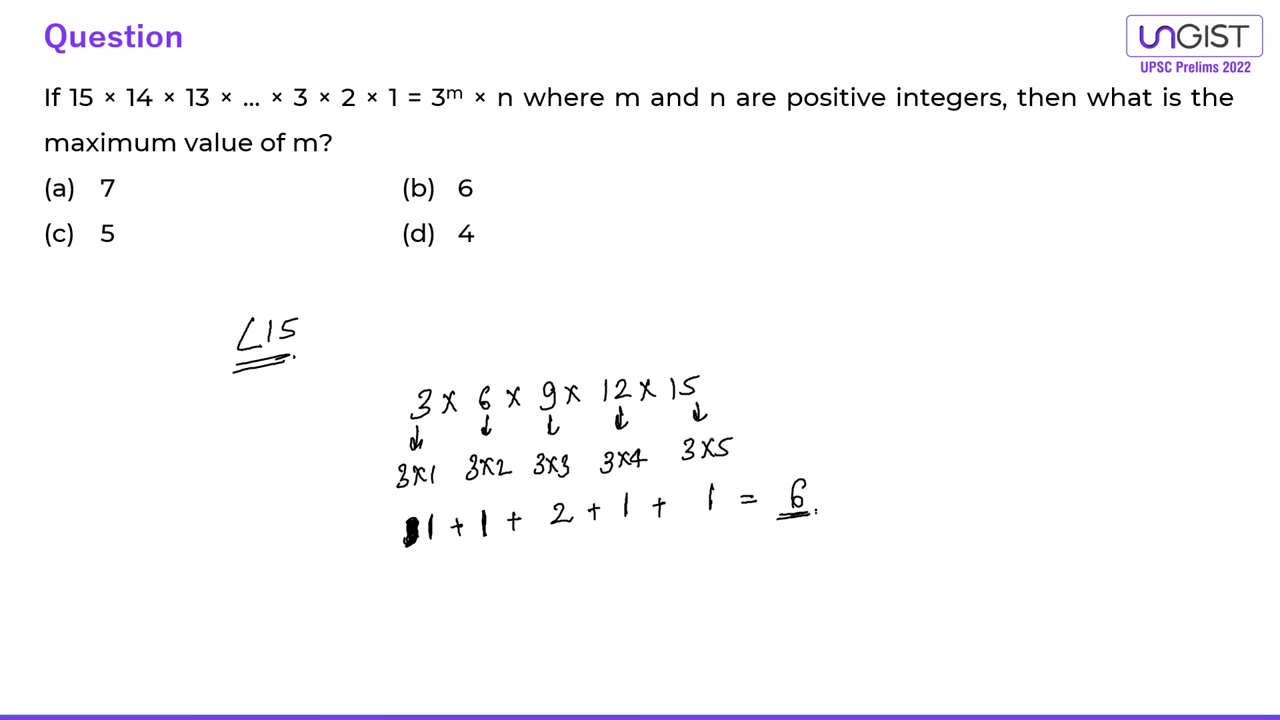 Question
UNGIST
UPSC Prelims 2022
If 15 × 14 × 13 × ... × 3 × 2 × 1 = 3ᵐ × n where m and n are positive integers, then what is the
maximum value of m?
(a) 7 (b) 6
(c) 5 (d) 4
∠15
3 × 6 × 9 × 12 × 15
3×1 3×2 3×3 3×4 3×5
1 + 1 + 2 + 1 + 1 = 6.